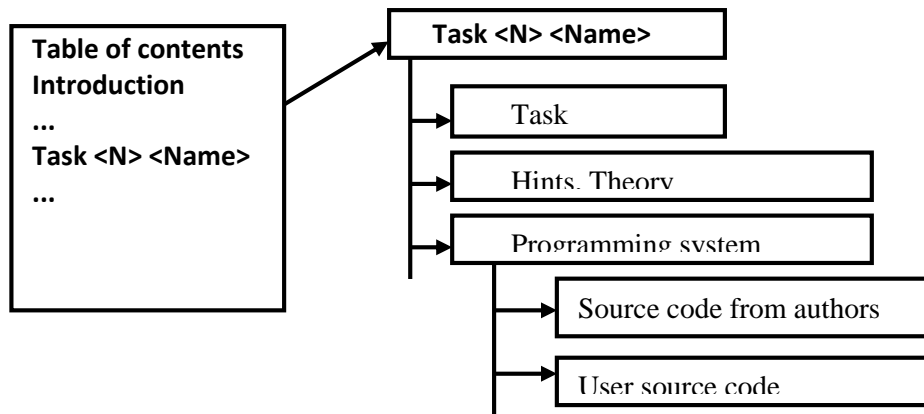 Table of contents
Introduction
...
Task <N> <Name>
...
Task <N> <Name>
Task
Hints, Theory
Programming system
Source code from authors
User source code